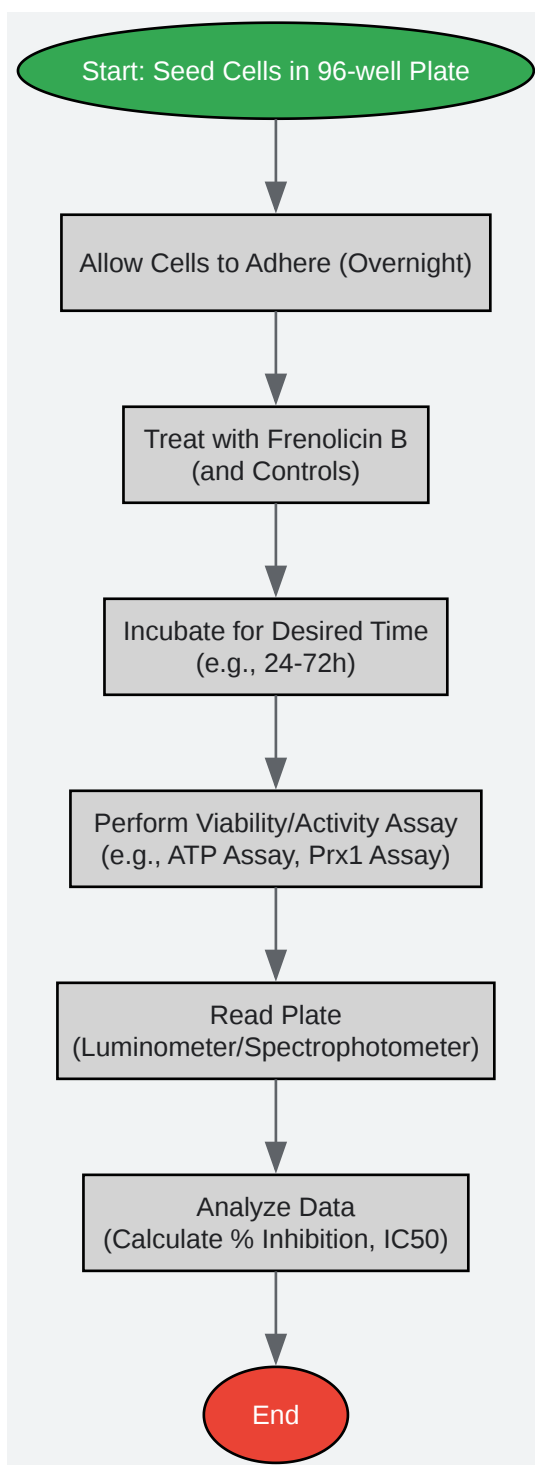 Start: Seed Cells in 96-well Plate
Allow Cells to Adhere (Overnight)
Treat with Frenolicin B
(and Controls)
Incubate for Desired Time
(e.g., 24-72h)
Perform Viability/Activity Assay
(e.g., ATP Assay, Prx1 Assay)
Read Plate
(Luminometer/Spectrophotometer)
Analyze Data
(Calculate % Inhibition, IC50)
End